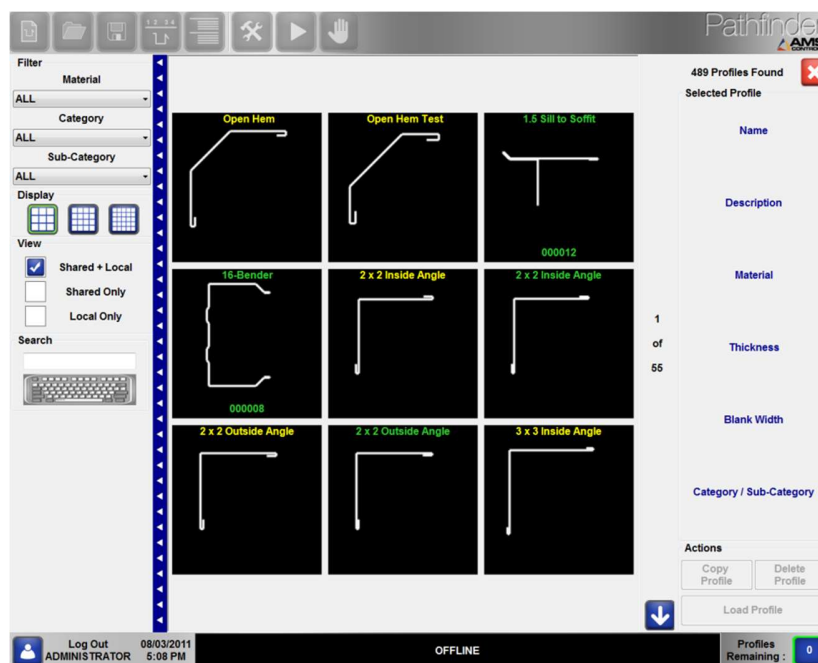 Pathfinder
AMS
CONTROLS
Filter
Material
ALL
Category
ALL
Sub-Category
ALL
Display
View
Shared + Local
Shared Only
Local Only
Search
Open Hem
Open Hem Test
1.5 Sill to Soffit
000012
16-Bender
000008
2 x 2 Inside Angle
2 x 2 Inside Angle
2 x 2 Outside Angle
2 x 2 Outside Angle
3 x 3 Inside Angle
1
of
55
489 Profiles Found
Selected Profile
Name
Description
Material
Thickness
Blank Width
Category / Sub-Category
Actions
Copy
Profile
Delete
Profile
Load Profile
Log Out
ADMINISTRATOR
08/03/2011
5:08 PM
OFFLINE
Profiles
Remaining :
0